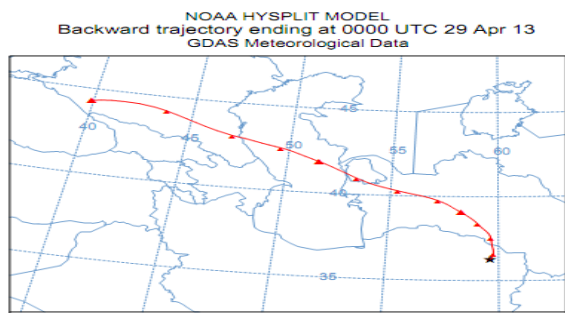 NOAA HYSPLIT MODEL
Backward trajectory ending at 0000 UTC 29 Apr 13
GDAS Meteorological Data
45
40
45
50
55
60
40
35